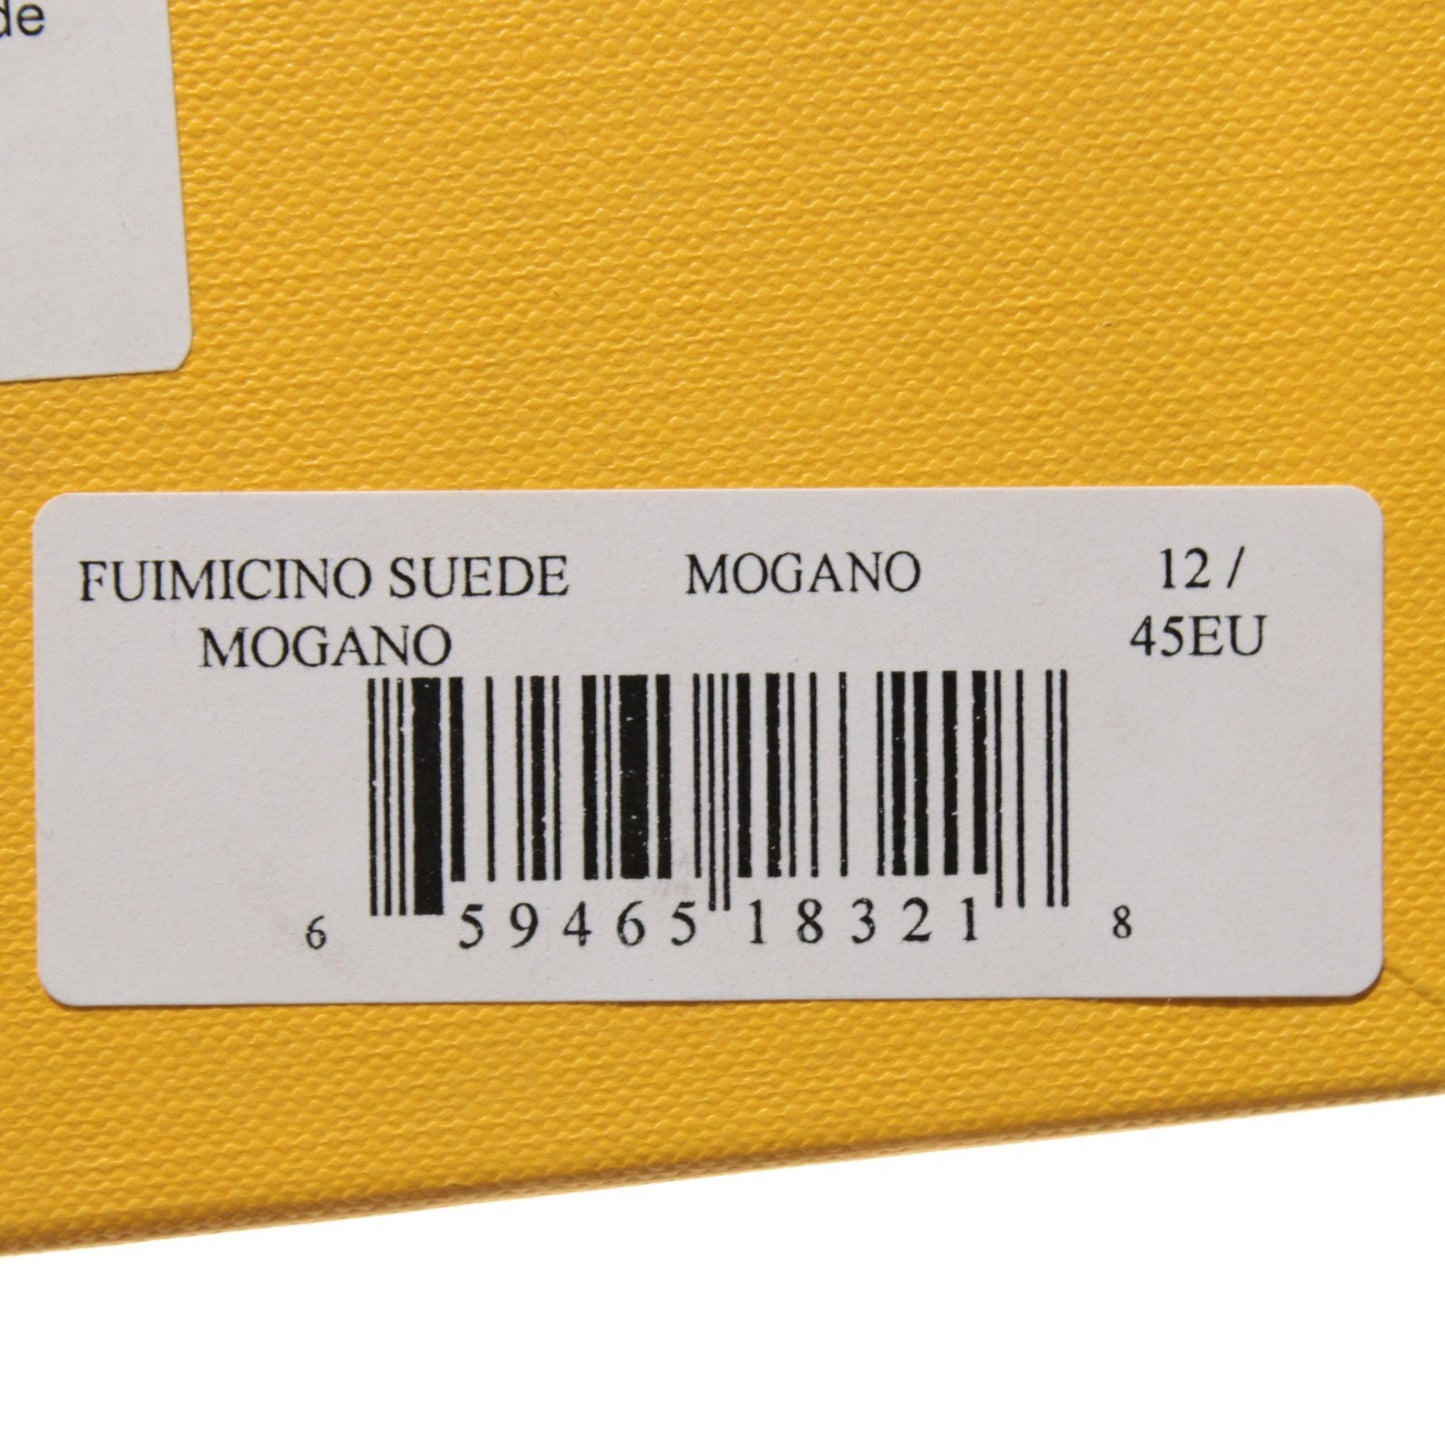 de
FUIMICINO SUEDE MOGANO 12 /
MOGANO 45EU
6 59465 18321 8